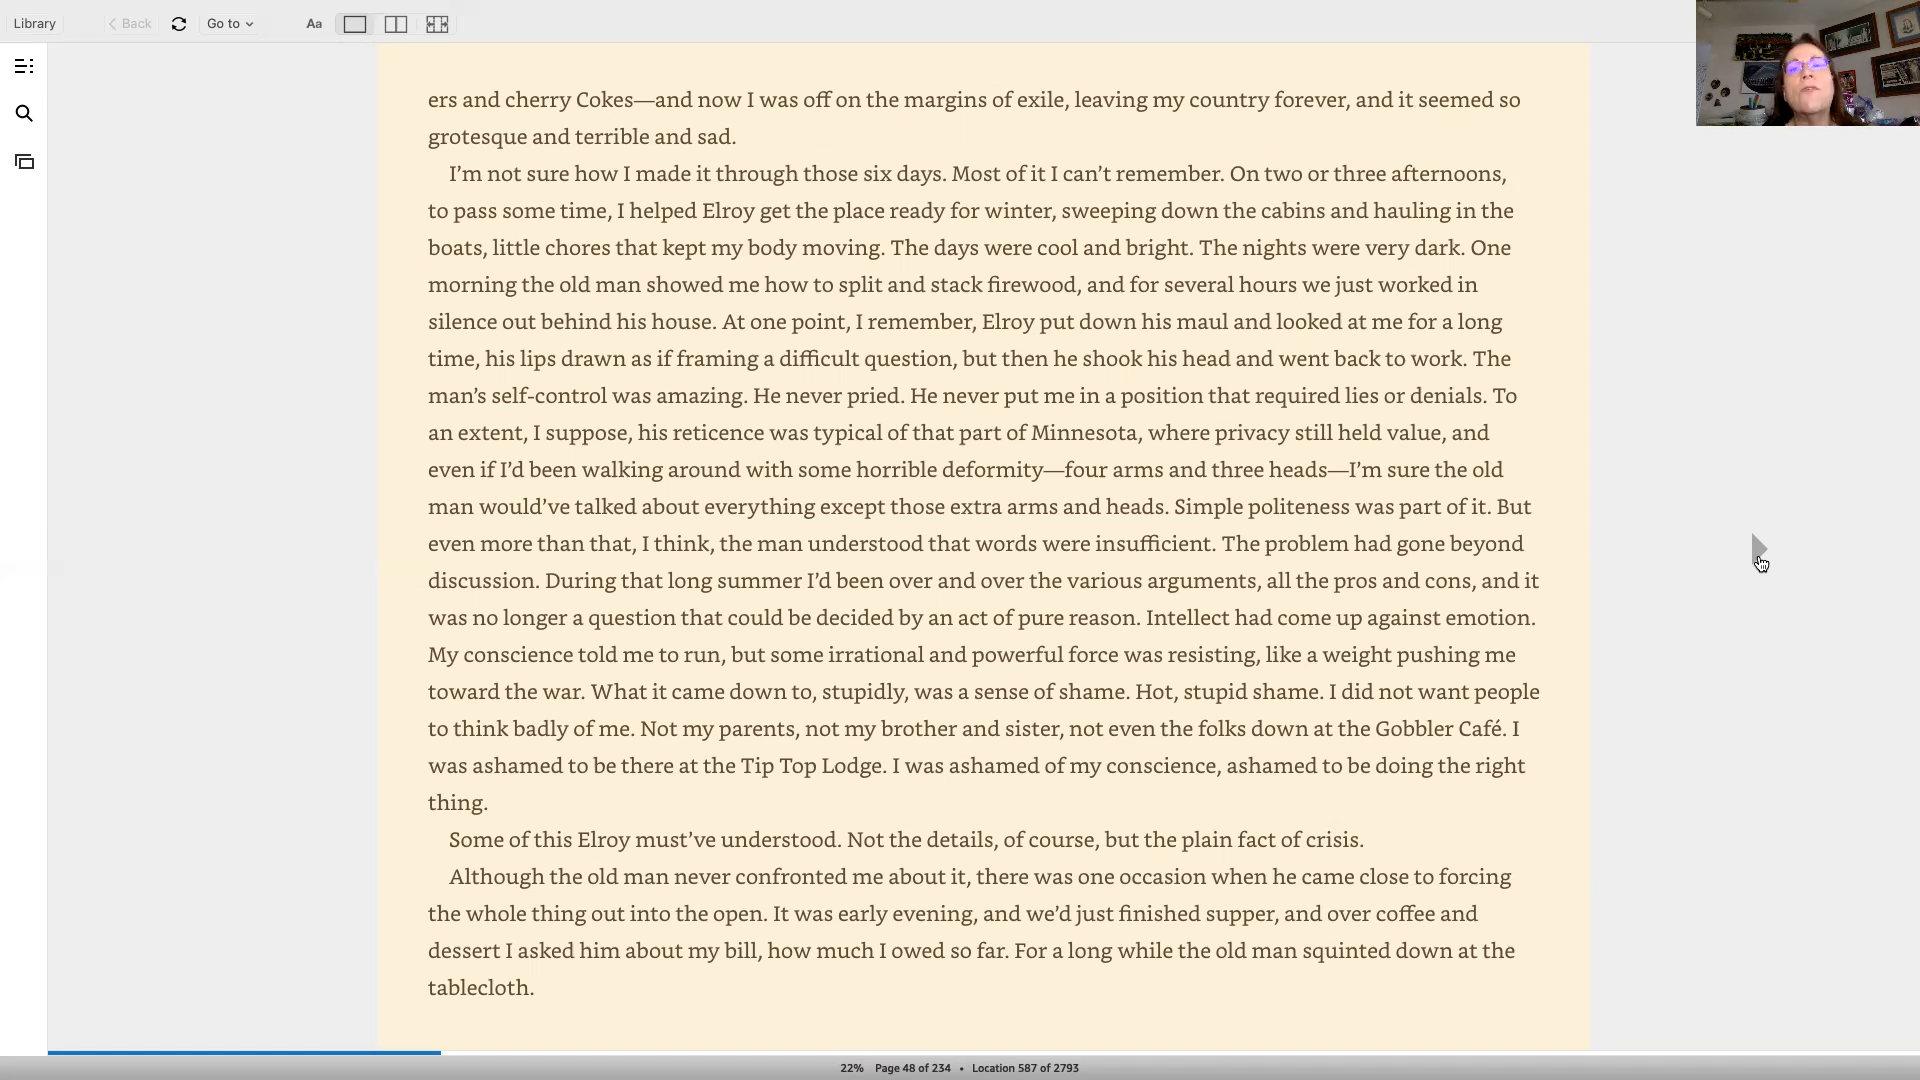 Library
Back
Go to
Aa
ers and cherry Cokes—and now I was off on the margins of exile, leaving my country forever, and it seemed so
grotesque and terrible and sad.
I’m not sure how I made it through those six days. Most of it I can’t remember. On two or three afternoons,
to pass some time, I helped Elroy get the place ready for winter, sweeping down the cabins and hauling in the
boats, little chores that kept my body moving. The days were cool and bright. The nights were very dark. One
morning the old man showed me how to split and stack firewood, and for several hours we just worked in
silence out behind his house. At one point, I remember, Elroy put down his maul and looked at me for a long
time, his lips drawn as if framing a difficult question, but then he shook his head and went back to work. The
man’s self-control was amazing. He never pried. He never put me in a position that required lies or denials. To
an extent, I suppose, his reticence was typical of that part of Minnesota, where privacy still held value, and
even if I’d been walking around with some horrible deformity—four arms and three heads—I’m sure the old
man would’ve talked about everything except those extra arms and heads. Simple politeness was part of it. But
even more than that, I think, the man understood that words were insufficient. The problem had gone beyond
discussion. During that long summer I’d been over and over the various arguments, all the pros and cons, and it
was no longer a question that could be decided by an act of pure reason. Intellect had come up against emotion.
My conscience told me to run, but some irrational and powerful force was resisting, like a weight pushing me
toward the war. What it came down to, stupidly, was a sense of shame. Hot, stupid shame. I did not want people
to think badly of me. Not my parents, not my brother and sister, not even the folks down at the Gobbler Café. I
was ashamed to be there at the Tip Top Lodge. I was ashamed of my conscience, ashamed to be doing the right
thing.
Some of this Elroy must’ve understood. Not the details, of course, but the plain fact of crisis.
Although the old man never confronted me about it, there was one occasion when he came close to forcing
the whole thing out into the open. It was early evening, and we’d just finished supper, and over coffee and
dessert I asked him about my bill, how much I owed so far. For a long while the old man squinted down at the
tablecloth.
22% Page 48 of 234 • Location 587 of 2793